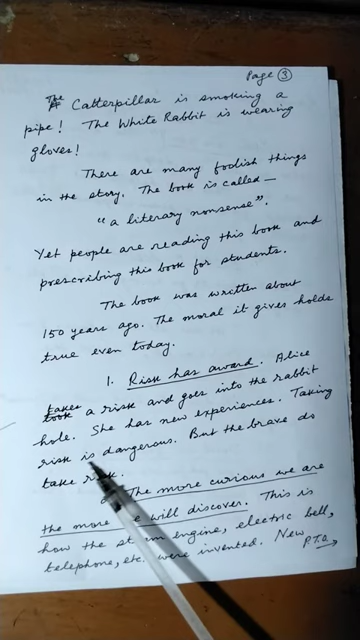 Page ③
The Catterpillar is smoking a
pipe! The White Rabbit is wearing
gloves!
There are many foolish things
in the story. The book is called —
"a literary nonsense".
Yet people are reading this book and
prescribing this book for students.
The book was written about
150 years ago. The moral it gives holds
true even today.
1. Risk has award. Alice
takes a risk and goes into the rabbit
hole. She has new experiences. Taking
risk is dangerous. But the brave do
take risk.
The more curious we are
the more will discover. This is
how the engine, electric bell,
telephone, etc. were invented. New
P.T.O.